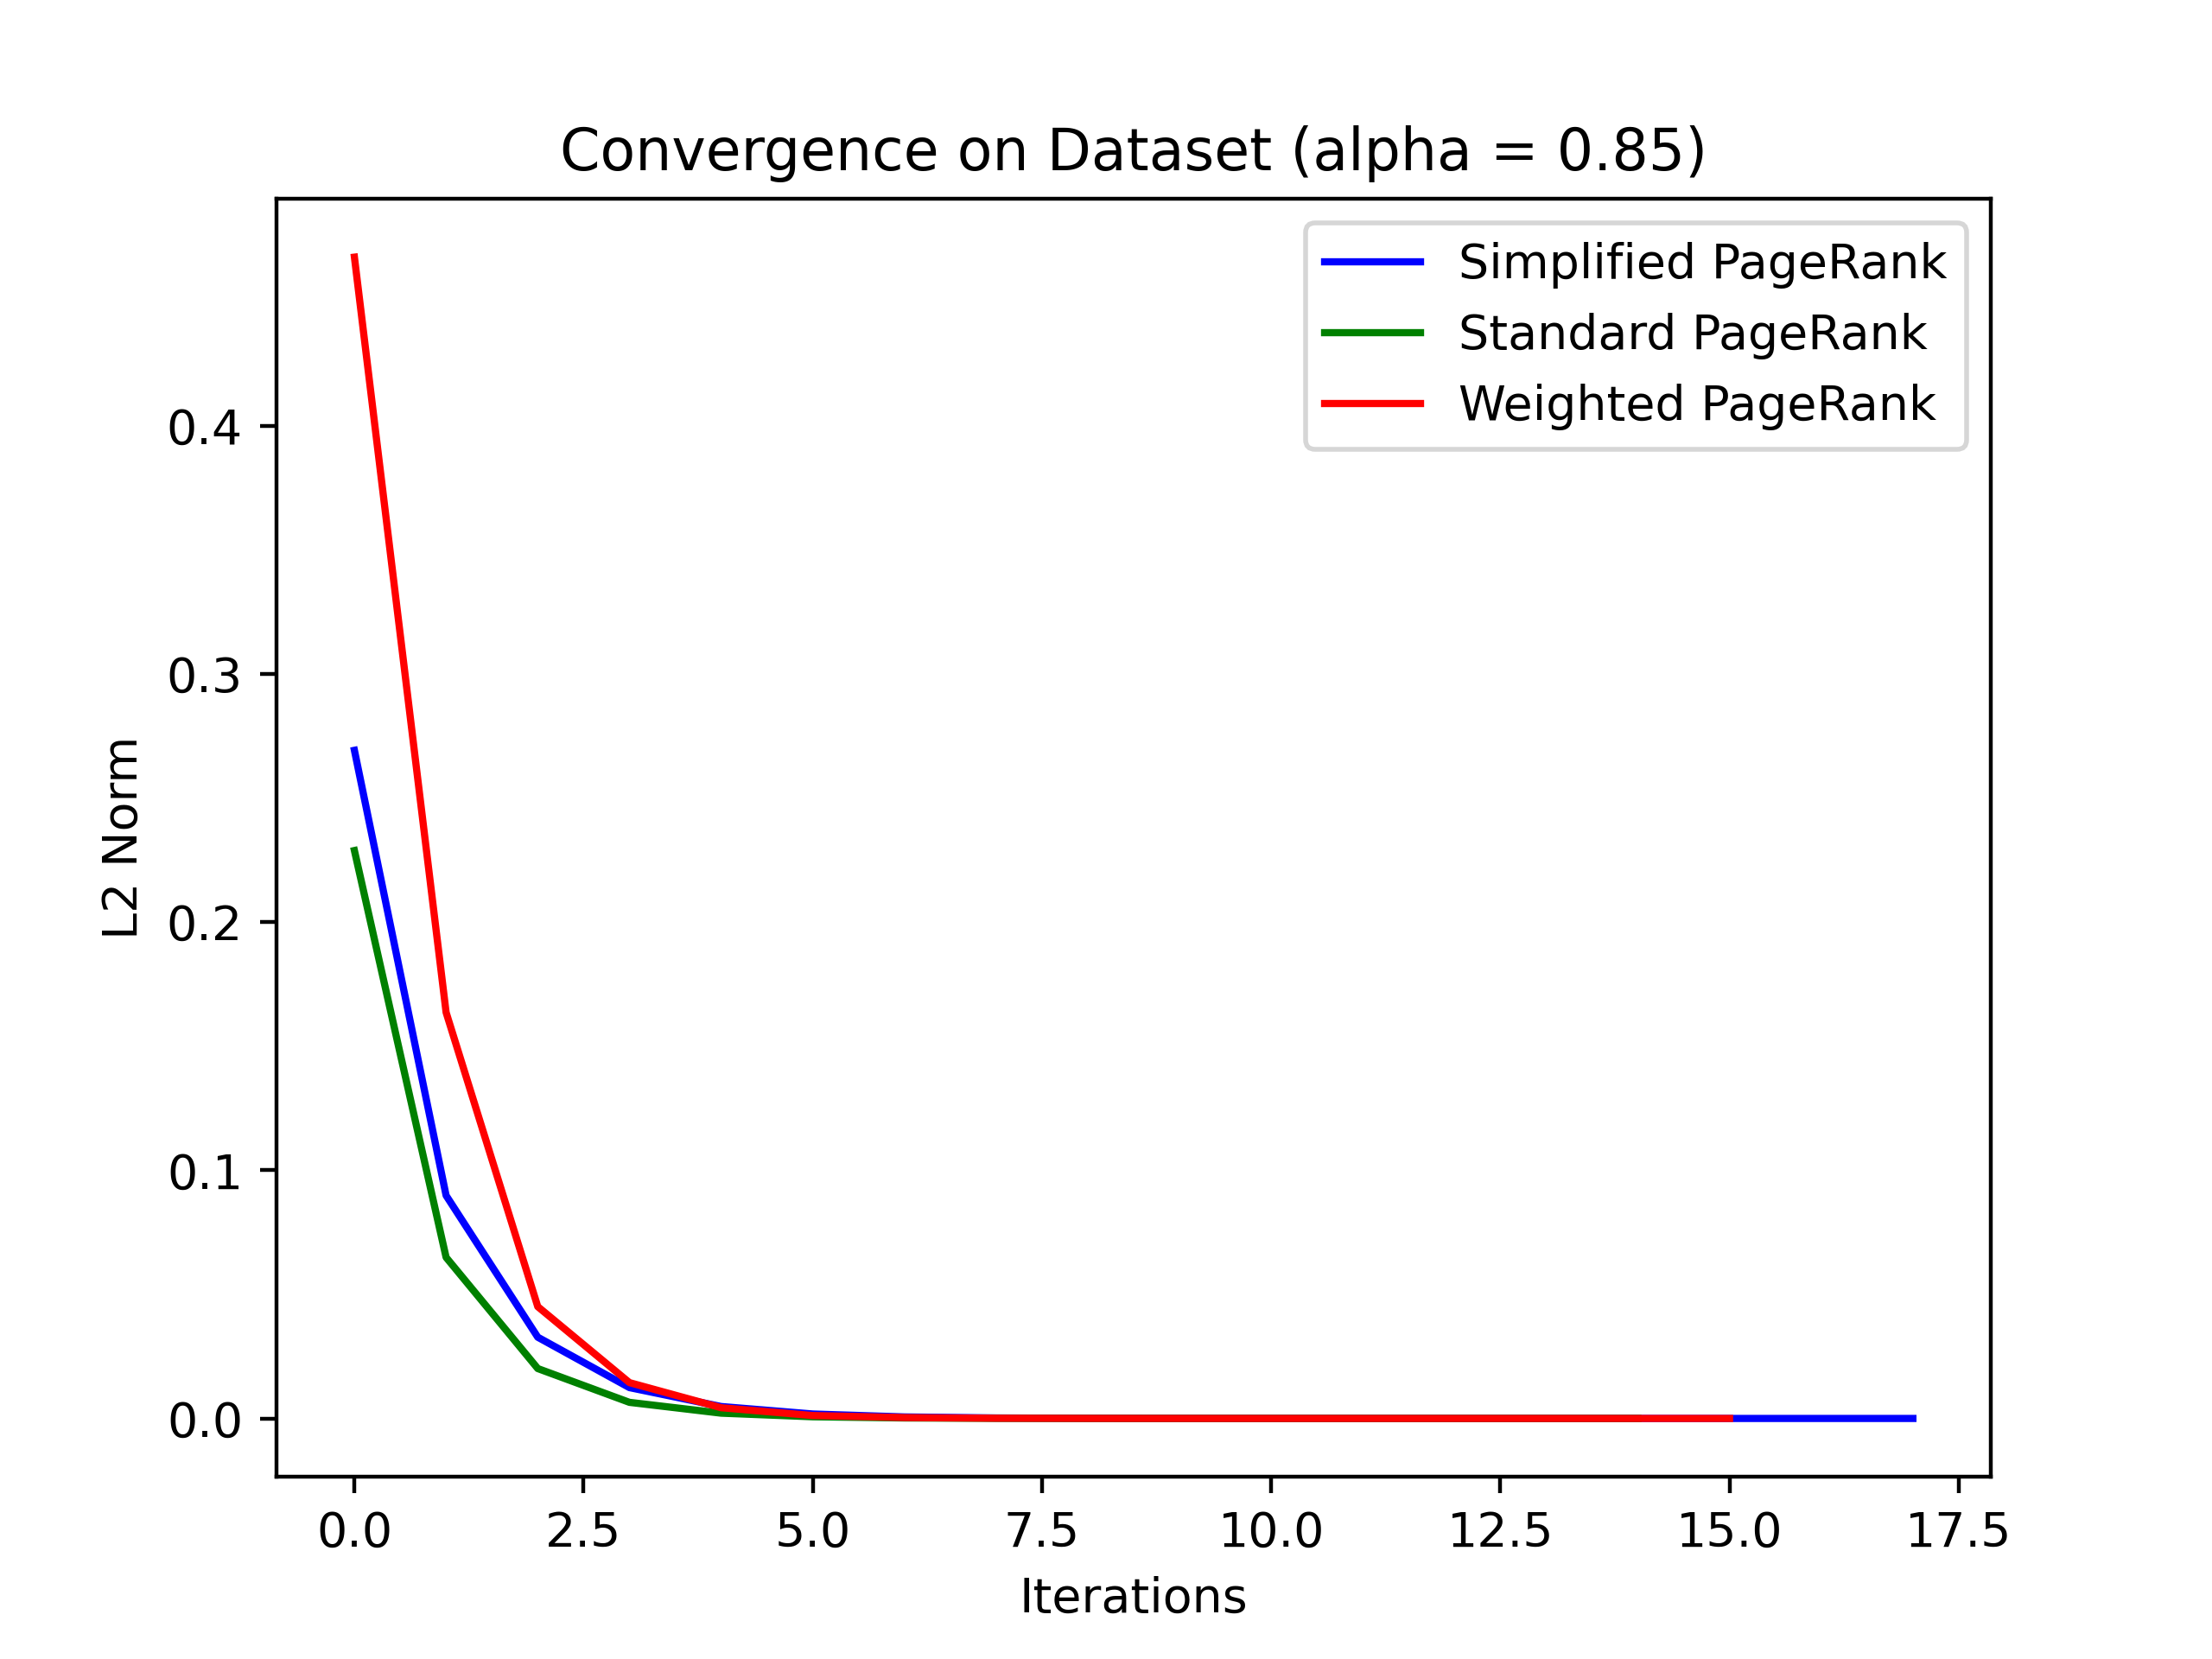 Convergence on Dataset (alpha = 0.85)
Simplified PageRank
Standard PageRank
Weighted PageRank
L2 Norm
0.4
0.3
0.2
0.1
0.0
0.0 2.5 5.0 7.5 10.0 12.5 15.0 17.5
Iterations